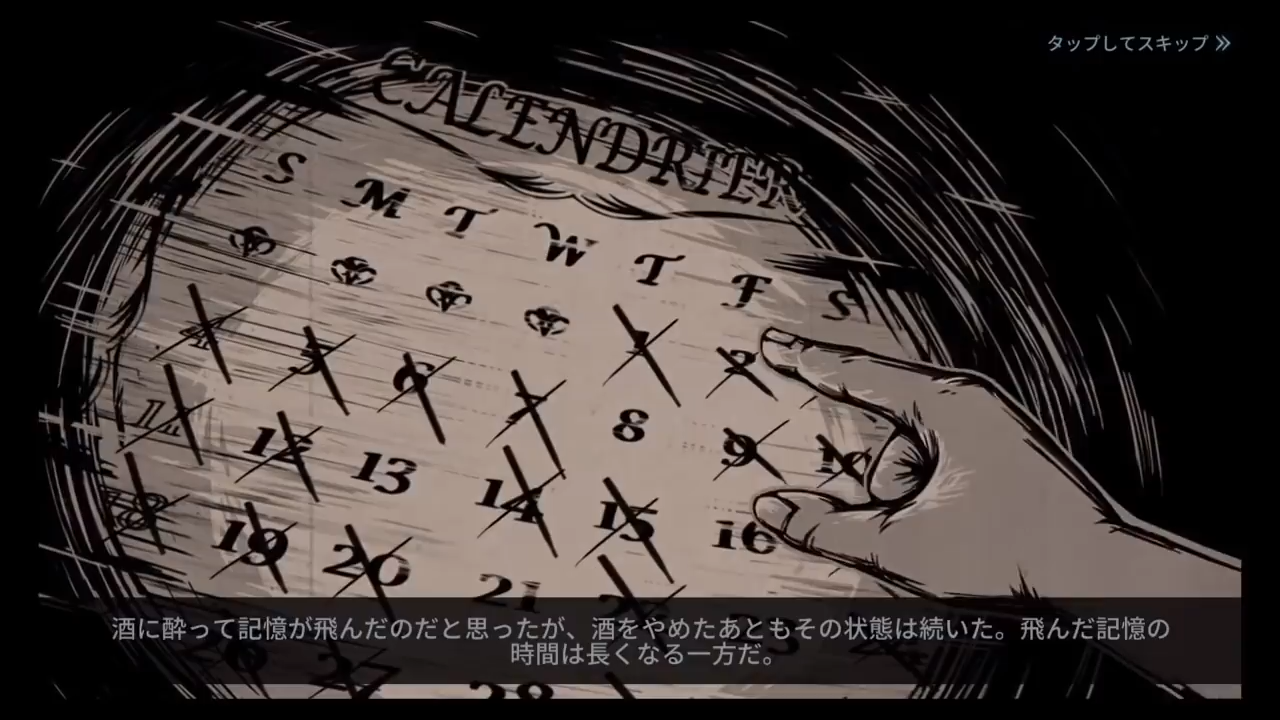 タップしてスキップ
CALENDRIER
S M T W T F S
1 2
4 5 6 7 8 9 10
11 12 13 14 15 16
18 19 20 21
26 27 28
酒に酔って記憶が飛んだのだと思ったが、酒をやめたあともその状態は続いた。飛んだ記憶の
時間は長くなる一方だ。